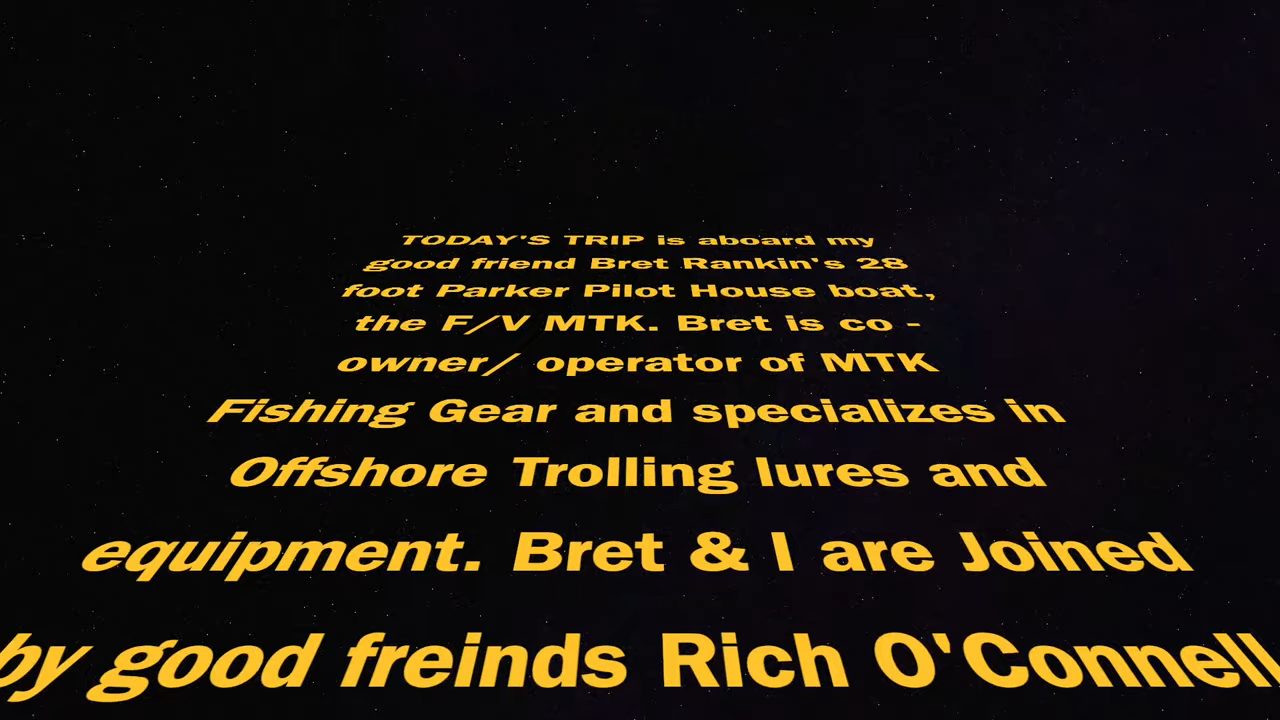 TODAY'S TRIP is aboard my
good friend Bret Rankin's 28
foot Parker Pilot House boat,
the F/V MTK. Bret is co -
owner/ operator of MTK
Fishing Gear and specializes in
Offshore Trolling lures and
equipment. Bret & I are Joined
by good freinds Rich O'Connell